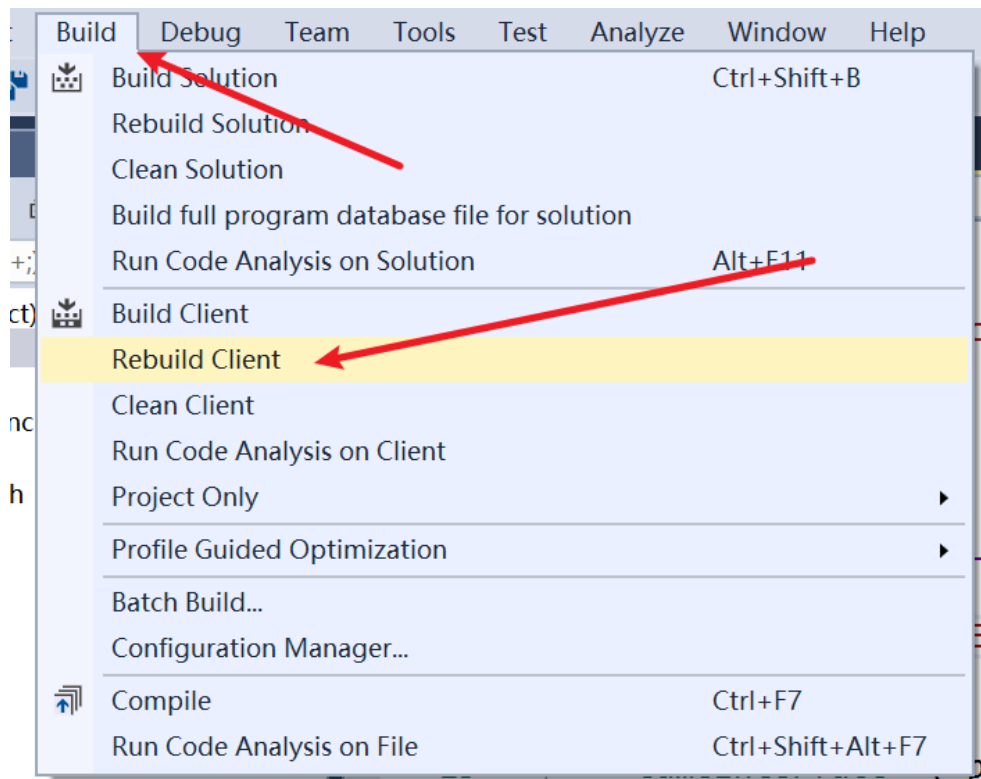 Build Debug Team Tools Test Analyze Window Help
Build Solution Ctrl+Shift+B
Rebuild Solution
Clean Solution
Build full program database file for solution
+;)
Run Code Analysis on Solution Alt+F11
ct)
Build Client
Rebuild Client
Clean Client
nc
Run Code Analysis on Client
h
Project Only
Profile Guided Optimization
Batch Build...
Configuration Manager...
Compile Ctrl+F7
Run Code Analysis on File Ctrl+Shift+Alt+F7